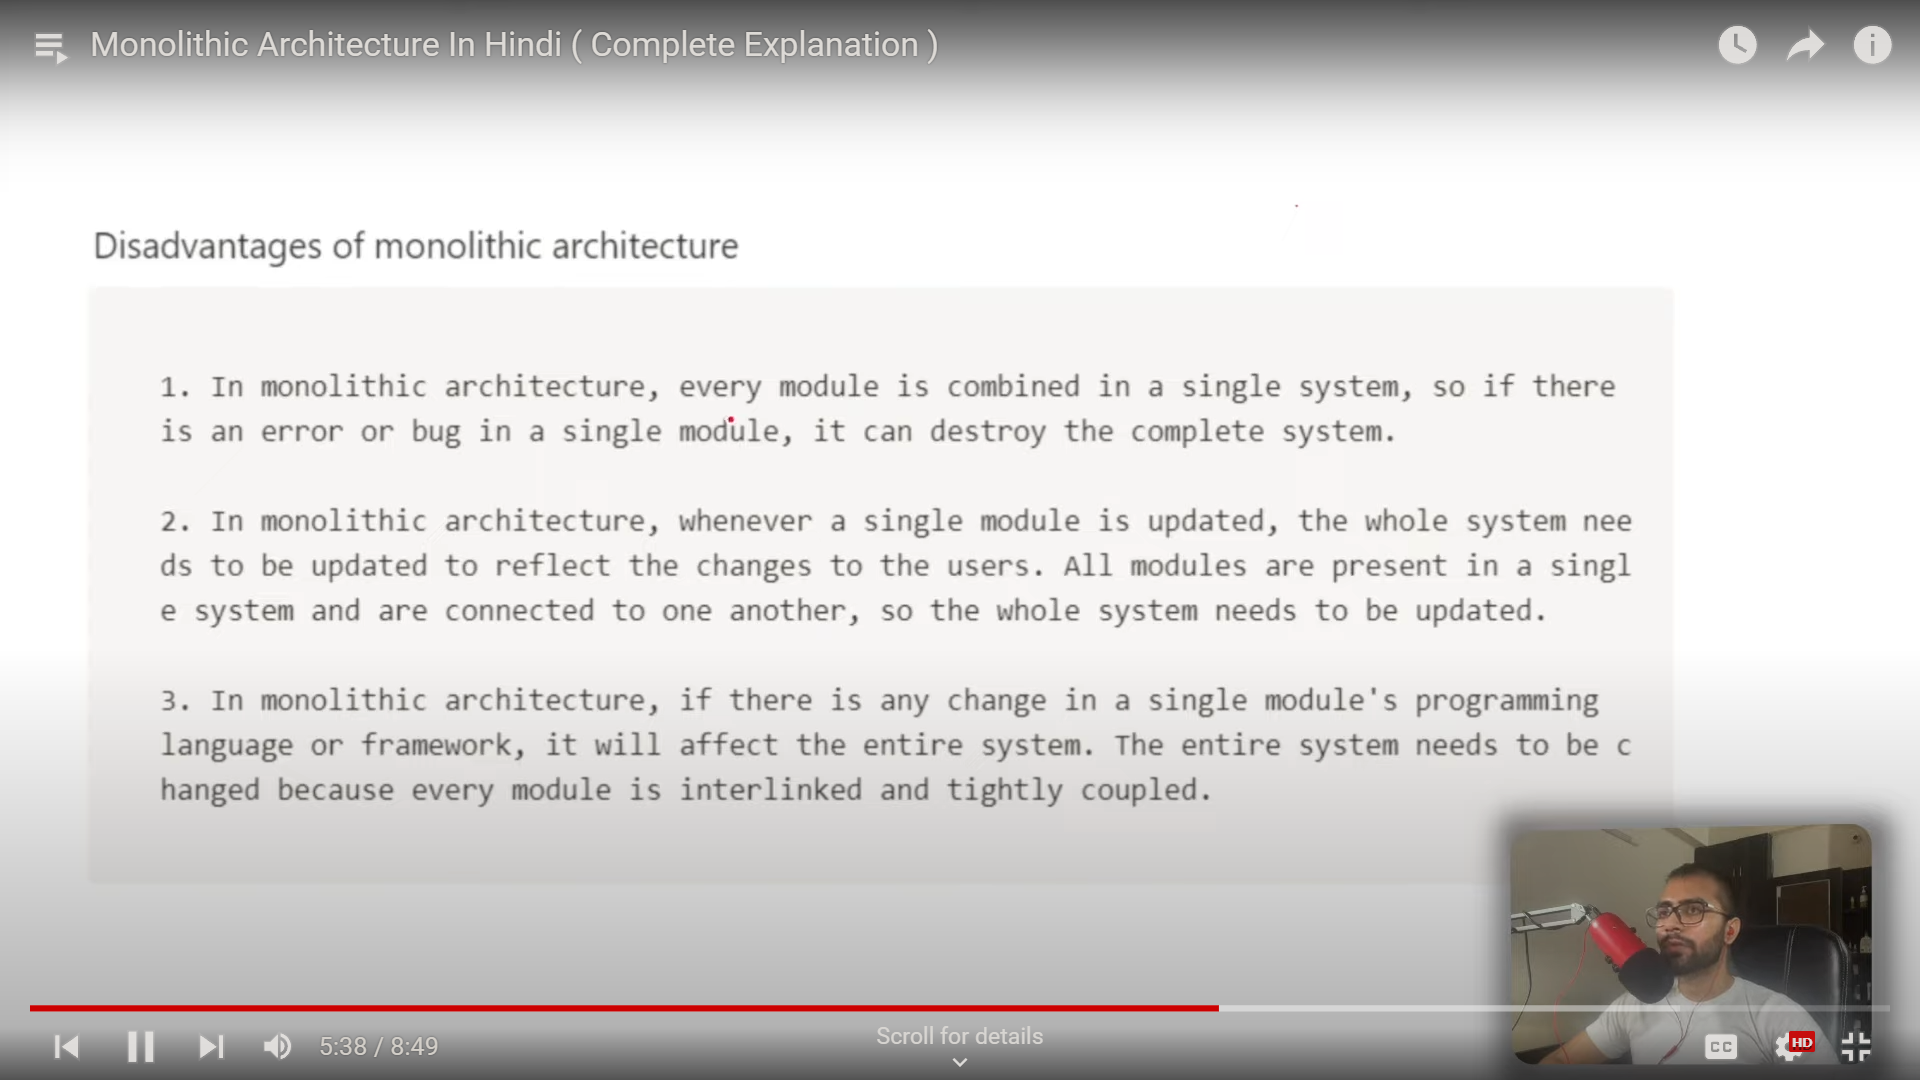 Monolithic Architecture In Hindi ( Complete Explanation )
Disadvantages of monolithic architecture
1. In monolithic architecture, every module is combined in a single system, so if there
is an error or bug in a single module, it can destroy the complete system.
2. In monolithic architecture, whenever a single module is updated, the whole system nee
ds to be updated to reflect the changes to the users. All modules are present in a singl
e system and are connected to one another, so the whole system needs to be updated.
3. In monolithic architecture, if there is any change in a single module's programming
language or framework, it will affect the entire system. The entire system needs to be c
hanged because every module is interlinked and tightly coupled.
5:38 / 8:49
Scroll for details
CC
HD